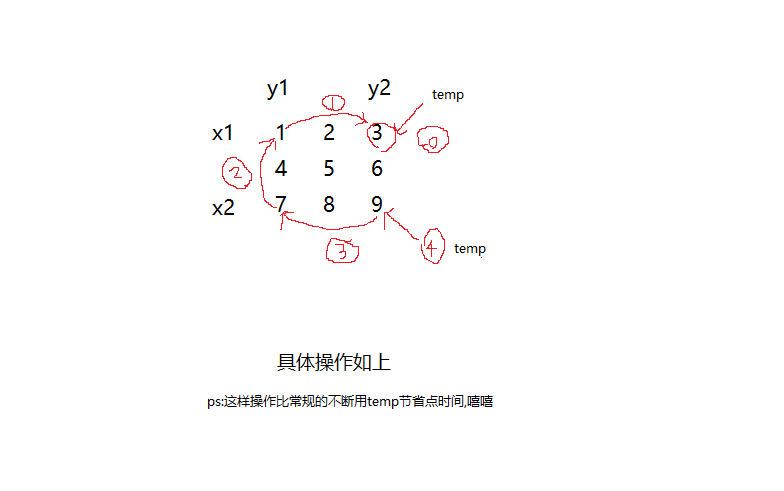 y1 ① y2 temp
x1 1 2 3 0
② 4 5 6
x2 7 8 9
③ ④ temp
具体操作如上
ps:这样操作比常规的不断用temp节省点时间,嘻嘻